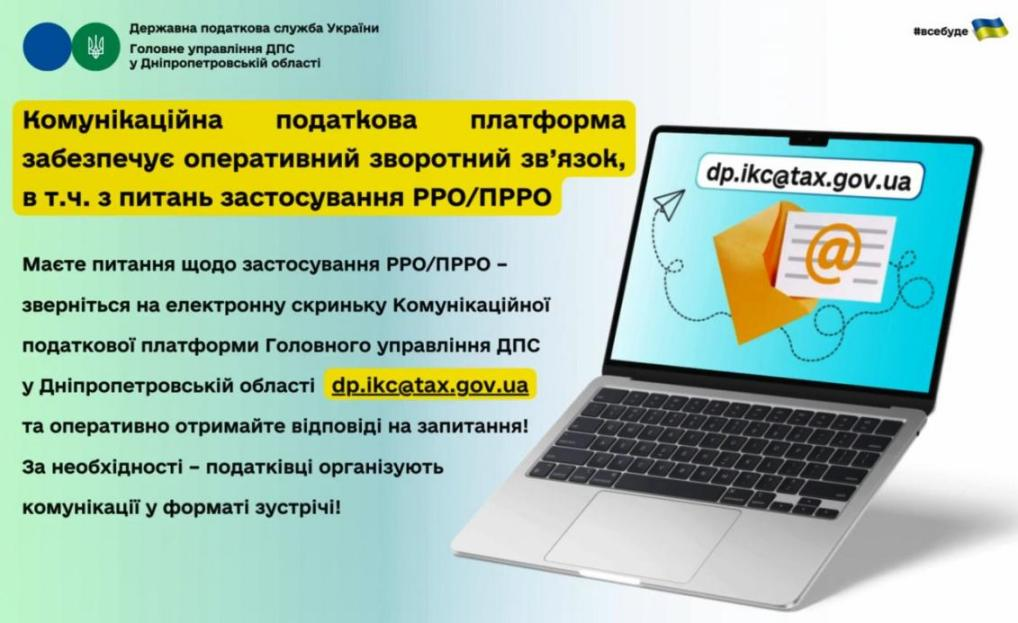 Державна податкова служба України
Головне управління ДПС
у Дніпропетровській області
#всебуде
Комунікаційна податкова платформа
забезпечує оперативний зворотний зв’язок,
в т.ч. з питань застосування РРО/ПРРО
Маєте питання щодо застосування РРО/ПРРО –
зверніться на електронну скриньку Комунікаційної
податкової платформи Головного управління ДПС
у Дніпропетровській області dp.ikc@tax.gov.ua
та оперативно отримайте відповіді на запитання!
За необхідності – податківці організують
комунікації у форматі зустрічі!
dp.ikc@tax.gov.ua
@